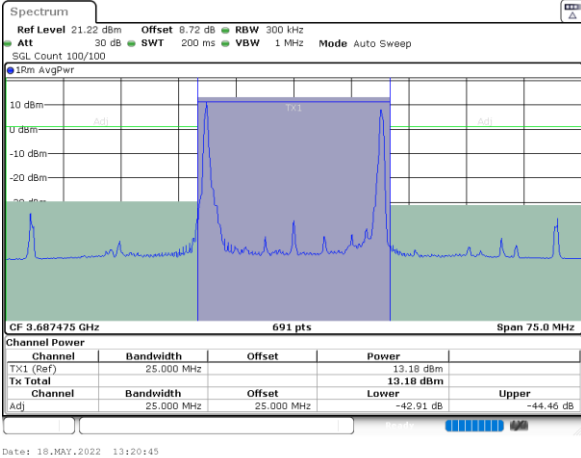 Spectrum
Ref Level 21.22 dBm Offset 8.72 dB RBW 300 kHz
Att 30 dB SWT 200 ms VBW 1 MHz Mode Auto Sweep
SGL Count 100/100
1Rm AvgPwr
10 dBm
TX1
Adj Adj
0 dBm
-10 dBm
-20 dBm
-30 dBm
CF 3.687475 GHz 691 pts Span 75.0 MHz
Channel Power
Channel Bandwidth Offset Power
TX1 (Ref) 25.000 MHz 13.18 dBm
Tx Total 13.18 dBm
Channel Bandwidth Offset Lower Upper
Adj 25.000 MHz 25.000 MHz -42.91 dB -44.46 dB
Ready
Date: 18.MAY.2022 13:20:45